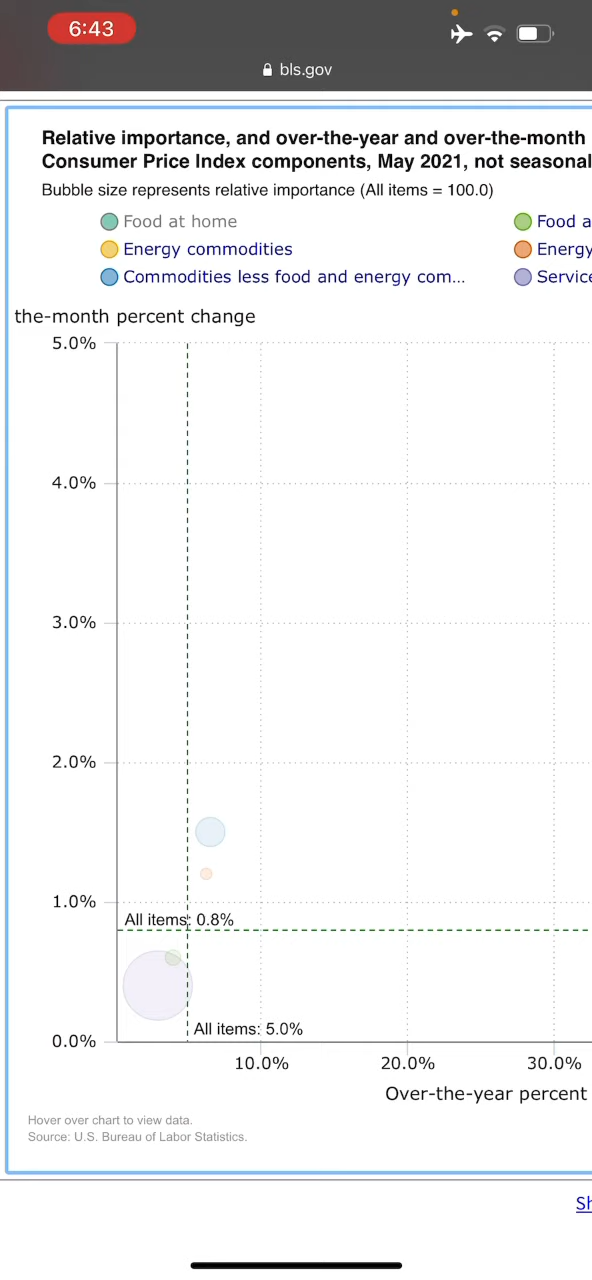 6:43
bls.gov
Relative importance, and over-the-year and over-the-month
Consumer Price Index components, May 2021, not seasonal
Bubble size represents relative importance (All items = 100.0)
Food at home
Food a
Energy commodities
Energy
Commodities less food and energy com...
Service
the-month percent change
5.0%
4.0%
3.0%
2.0%
1.0%
All items: 0.8%
All items: 5.0%
0.0%
10.0% 20.0% 30.0%
Over-the-year percent
Hover over chart to view data.
Source: U.S. Bureau of Labor Statistics.
Sh